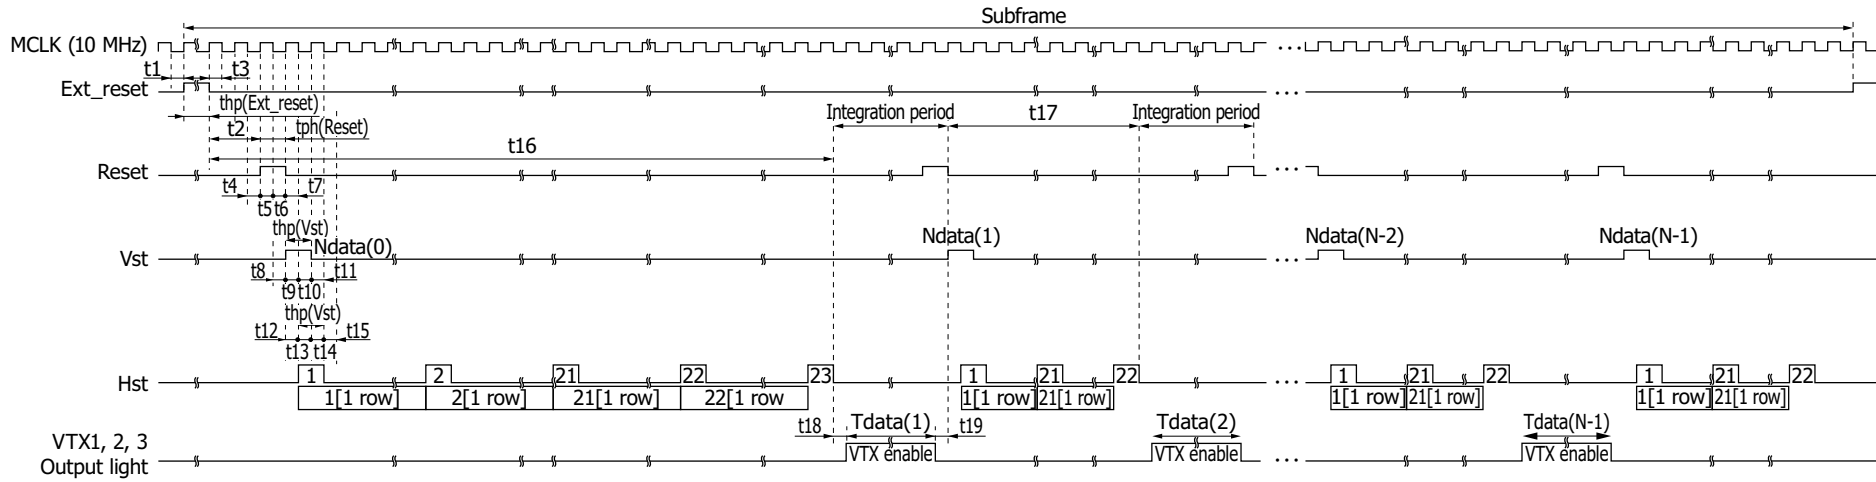 Subframe
MCLK (10 MHz)
t1 t3
Ext_reset
thp(Ext_reset)
t2 tph(Reset)
Integration period t17 Integration period
t16
Reset
t4 t7
t5 t6
thp(Vst)
Ndata(0) Ndata(1) Ndata(N-2) Ndata(N-1)
Vst
t8 t11
t9 t10
thp(Vst)
t12 t15
t13 t14
Hst 1 2 21 22 23 1 21 22 1 21 22 1 21 22
1[1 row] 2[1 row] 21[1 row] 22[1 row 1[1 row] 21[1 row] 1[1 row] 21[1 row] 1[1 row] 21[1 row]
t18 Tdata(1) t19 Tdata(2) Tdata(N-1)
VTX1, 2, 3
Output light
VTX enable VTX enable VTX enable